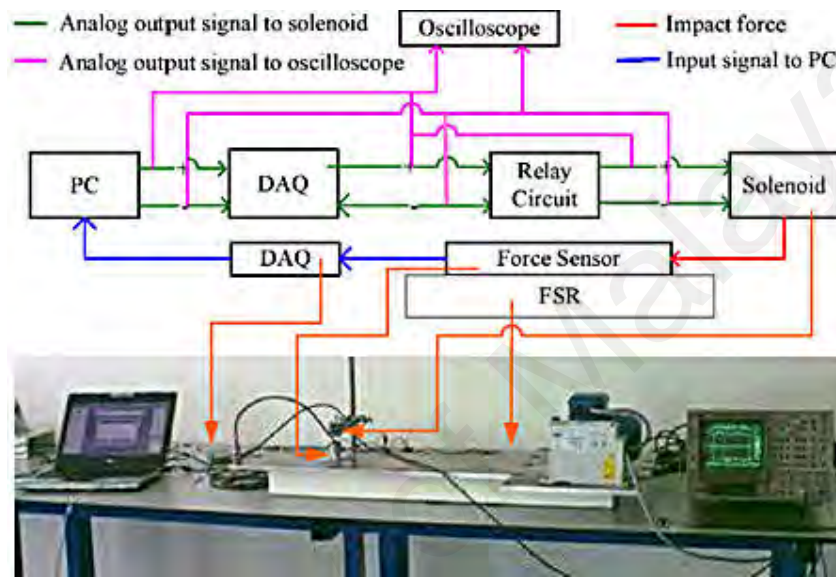 Analog output signal to solenoid
Oscilloscope
Impact force
Analog output signal to oscilloscope
Input signal to PC
PC
DAQ
Relay
Circuit
Solenoid
DAQ
Force Sensor
FSR
Malaya